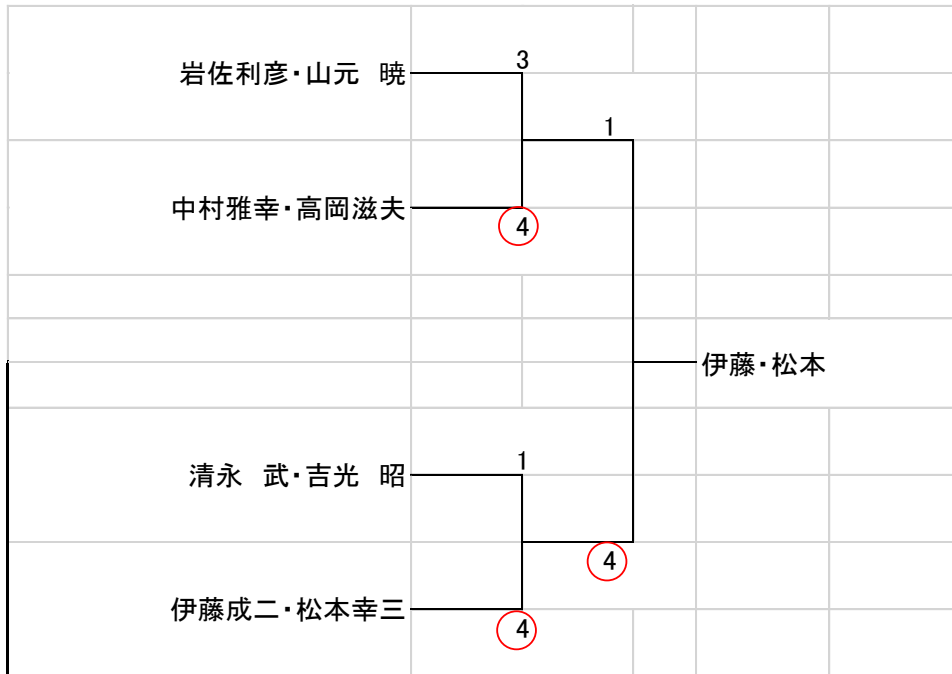 3
岩佐利彦・山元　暁
1
中村雅幸・高岡滋夫
4
伊藤・松本
1
清永　武・吉光　昭
4
伊藤成二・松本幸三
4